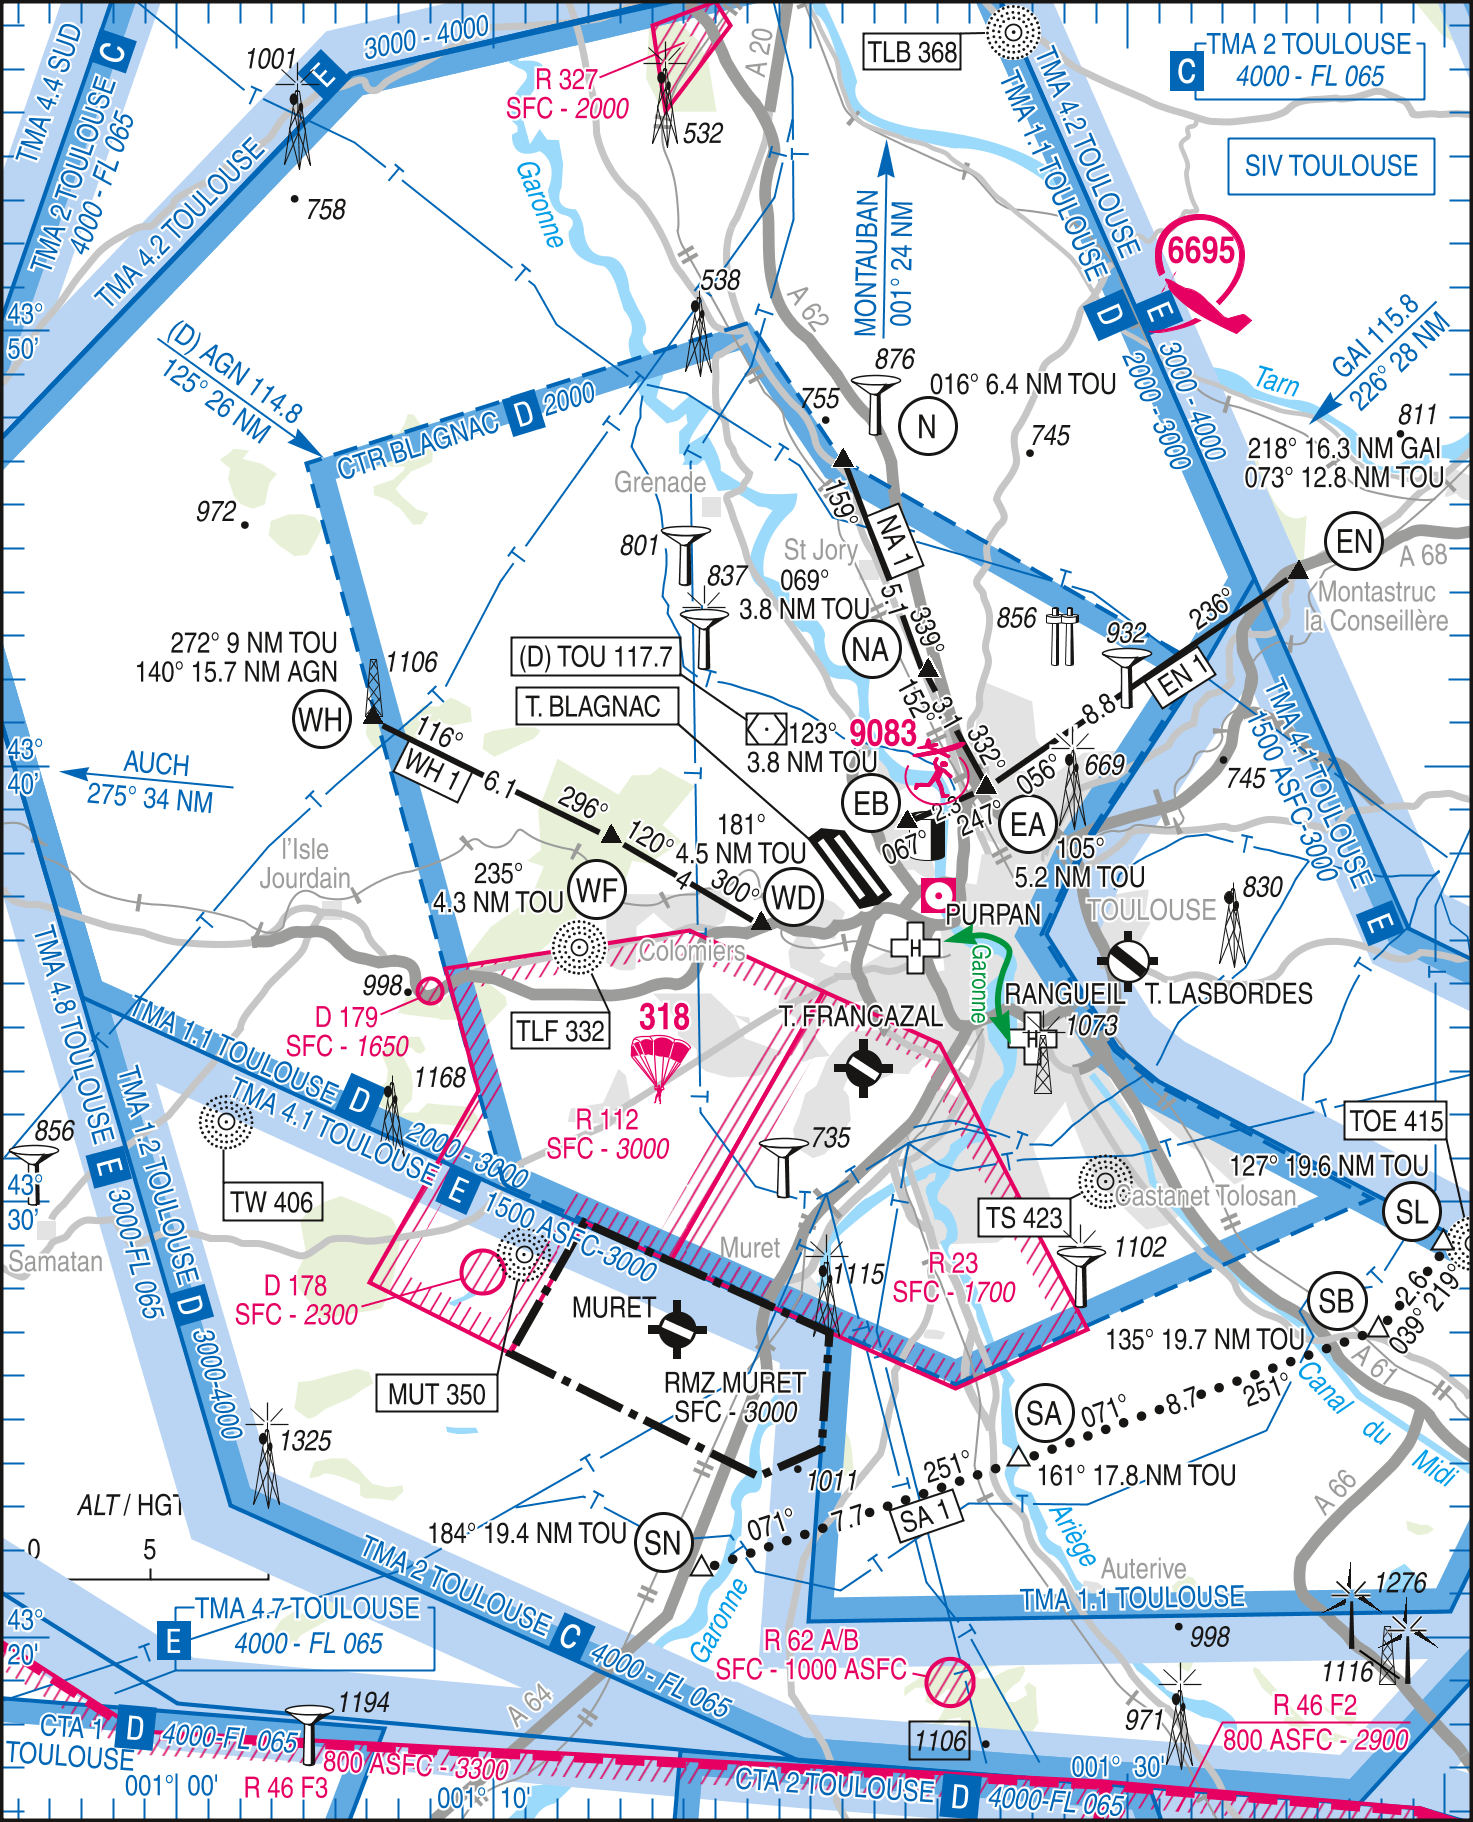 TMA 4.4 SUD
C
TMA 2 TOULOUSE
4000 - FL 065
1001
E
3000 - 4000
TMA 4.2 TOULOUSE
758
R 327
SFC - 2000
532
A 20
TLB 368
TMA 4.2 TOULOUSE
TMA 1.1 TOULOUSE
C
TMA 2 TOULOUSE
4000 - FL 065
SIV TOULOUSE
Garonne
MONTAUBAN
001° 24 NM
6695
D
E
2000 - 3000
3000 - 4000
43°
50'
(D) AGN 114.8
125° 26 NM
538
A 62
876
755
016° 6.4 NM TOU
N
745
GAI 115.8
226° 28 NM
Tarn
811
218° 16.3 NM GAI
073° 12.8 NM TOU
CTR BLAGNAC
D
2000
Grenade
972
801
837
159°
NA 1
St Jory
069°
3.8 NM TOU
5.1
339°
NA
EN
A 68
Montastruc
la Conseillère
236°
856
932
EN 1
8.8
272° 9 NM TOU
140° 15.7 NM AGN
1106
WH
(D) TOU 117.7
T. BLAGNAC
152°
3.1
332°
123°
3.8 NM TOU
9083
056°
669
745
TMA 4.1 TOULOUSE
1500 ASFC-3000
E
43°
40'
AUCH
275° 34 NM
116°
WH 1
6.1
296°
EB
2.3
247°
067°
EA
105°
5.2 NM TOU
120°
181°
4.5 NM TOU
4
300°
WD
235°
4.3 NM TOU
WF
l'Isle
Jourdain
830
TOULOUSE
PURPAN
H
Colomiers
Garonne
RANGUEIL
H
1073
T. LASBORDES
998
D 179
SFC - 1650
TLF 332
318
T. FRANCAZAL
TMA 4.8 TOULOUSE
E
3000-FL 065
TMA 1.2 TOULOUSE
D
3000-4000
TMA 1.1 TOULOUSE
D
2000 - 3000
TMA 4.1 TOULOUSE
E
1500 ASFC-3000
1168
R 112
SFC - 3000
735
856
43°
30'
Samatan
TW 406
TOE 415
127° 19.6 NM TOU
Castanet Tolosan
SL
TS 423
1102
Muret
1115
R 23
SFC - 1700
D 178
SFC - 2300
MURET
SB
2.6
039°
219°
135° 19.7 NM TOU
A 61
MUT 350
RMZ MURET
SFC - 3000
SA
071°
8.7
251°
Canal du Midi
1325
1011
251°
161° 17.8 NM TOU
A 66
ALT / HGT
0
5
184° 19.4 NM TOU
SN
071°
7.7
SA 1
Ariège
Auterive
TMA 2 TOULOUSE
C
4000 - FL 065
TMA 1.1 TOULOUSE
1276
43°
20'
E
TMA 4.7 TOULOUSE
4000 - FL 065
Garonne
R 62 A/B
SFC - 1000 ASFC
998
1116
A 64
1194
CTA 1
TOULOUSE
D
4000-FL 065
1106
971
R 46 F2
800 ASFC - 2900
001° 00'
R 46 F3
800 ASFC - 3300
001° 10'
CTA 2 TOULOUSE
D
4000-FL 065
001° 30'